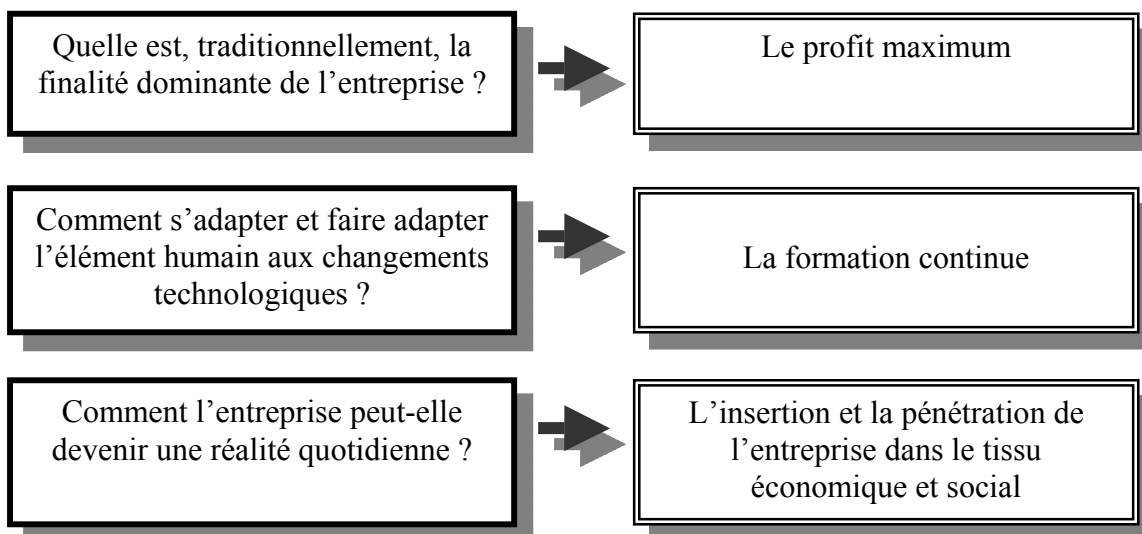 Quelle est, traditionnellement, la
finalité dominante de l’entreprise ?
Le profit maximum
Comment s’adapter et faire adapter
l’élément humain aux changements
technologiques ?
La formation continue
Comment l’entreprise peut-elle
devenir une réalité quotidienne ?
L’insertion et la pénétration de
l’entreprise dans le tissu
économique et social